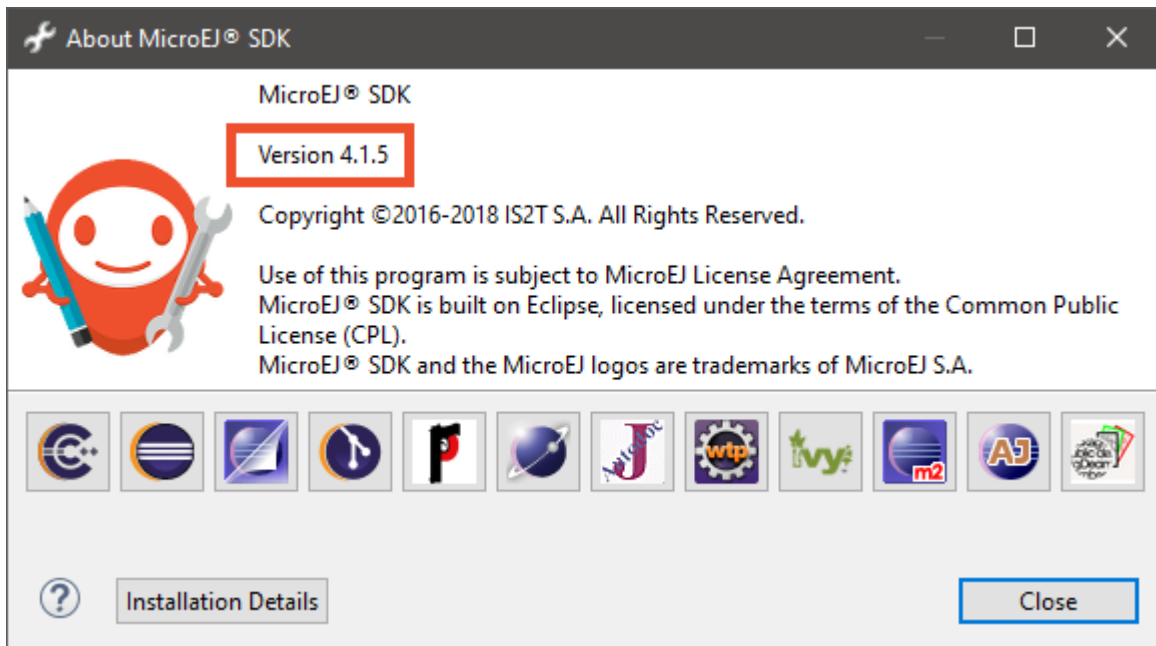 About MicroEJ® SDK
MicroEJ® SDK
Version 4.1.5
Copyright ©2016-2018 IS2T S.A. All Rights Reserved.
Use of this program is subject to MicroEJ License Agreement.
MicroEJ® SDK is built on Eclipse, licensed under the terms of the Common Public
License (CPL).
MicroEJ® SDK and the MicroEJ logos are trademarks of MicroEJ S.A.
C++ Autodoc J wtp Ivy m2 AJ
? Installation Details Close